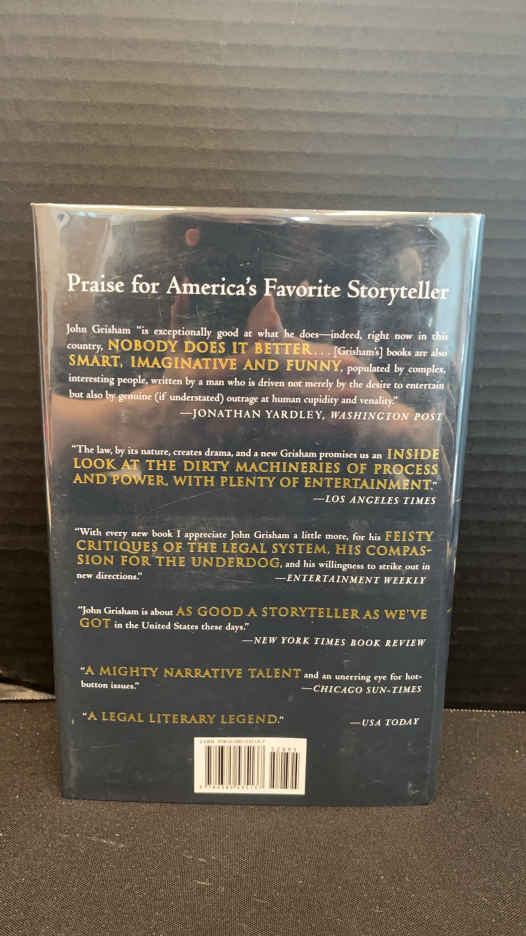 Praise for America's Favorite Storyteller
John Grisham "is exceptionally good at what he does—indeed, right now in this
country, NOBODY DOES IT BETTER . . . [Grisham's] books are also
SMART, IMAGINATIVE AND FUNNY, populated by complex,
interesting people, written by a man who is driven not merely by the desire to entertain
but also by genuine (if understated) outrage at human cupidity and venality."
—JONATHAN YARDLEY, WASHINGTON POST
"The law, by its nature, creates drama, and a new Grisham promises us an INSIDE
LOOK AT THE DIRTY MACHINERIES OF PROCESS
AND POWER, WITH PLENTY OF ENTERTAINMENT."
—LOS ANGELES TIMES
"With every new book I appreciate John Grisham a little more, for his FEISTY
CRITIQUES OF THE LEGAL SYSTEM, HIS COMPAS-
SION FOR THE UNDERDOG, and his willingness to strike out in
new directions." —ENTERTAINMENT WEEKLY
"John Grisham is about AS GOOD A STORYTELLER AS WE'VE
GOT in the United States these days."
—NEW YORK TIMES BOOK REVIEW
"A MIGHTY NARRATIVE TALENT and an unerring eye for hot-
button issues." —CHICAGO SUN-TIMES
"A LEGAL LITERARY LEGEND." —USA TODAY
ISBN